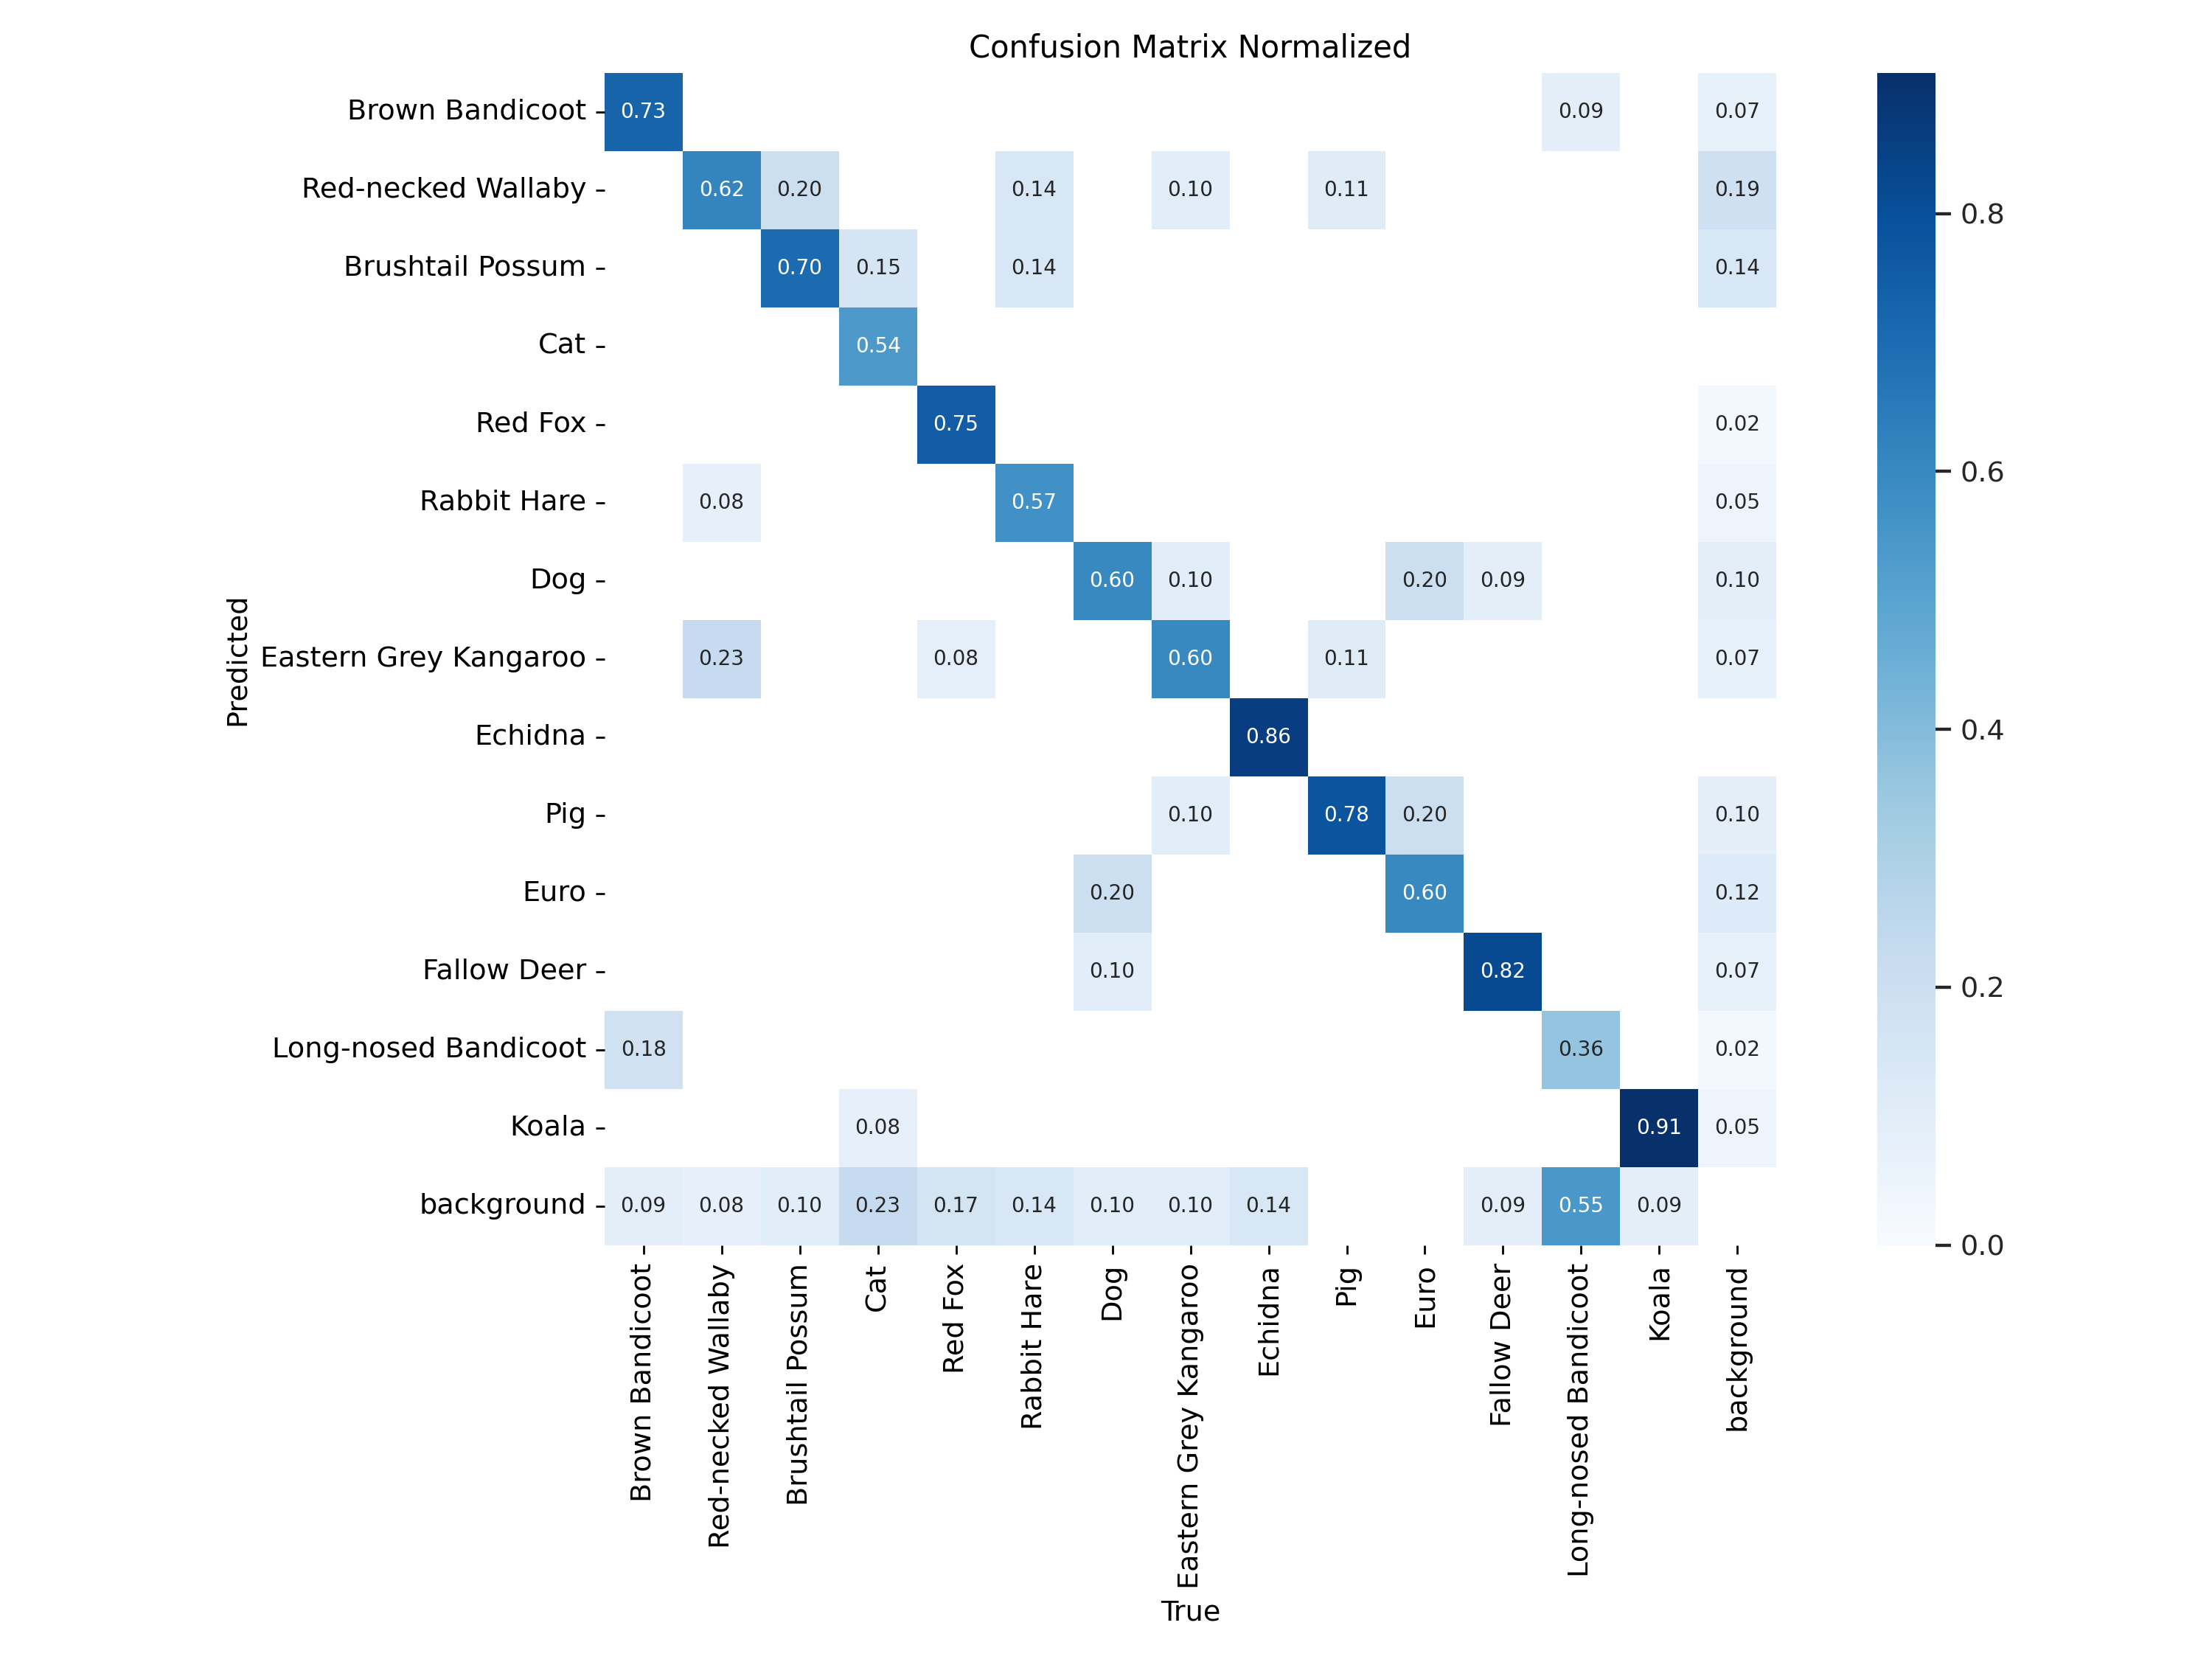 Confusion Matrix Normalized
Brown Bandicoot 0.73 0.09 0.07
Red-necked Wallaby 0.62 0.20 0.14 0.10 0.11 0.19
0.8
Brushtail Possum 0.70 0.15 0.14 0.14
Cat 0.54
Red Fox 0.75 0.02
0.6
Rabbit Hare 0.08 0.57 0.05
Dog 0.60 0.10 0.20 0.09 0.10
Predicted
Eastern Grey Kangaroo 0.23 0.08 0.60 0.11 0.07
0.4
Echidna 0.86
Pig 0.10 0.78 0.20 0.10
Euro 0.20 0.60 0.12
Fallow Deer 0.10 0.82 0.07
0.2
Long-nosed Bandicoot 0.18 0.36 0.02
Koala 0.08 0.91 0.05
background 0.09 0.08 0.10 0.23 0.17 0.14 0.10 0.10 0.14 0.09 0.55 0.09
0.0
Brown Bandicoot
Red-necked Wallaby
Brushtail Possum
Cat
Red Fox
Rabbit Hare
Dog
Eastern Grey Kangaroo
Echidna
Pig
Euro
Fallow Deer
Long-nosed Bandicoot
Koala
background
True